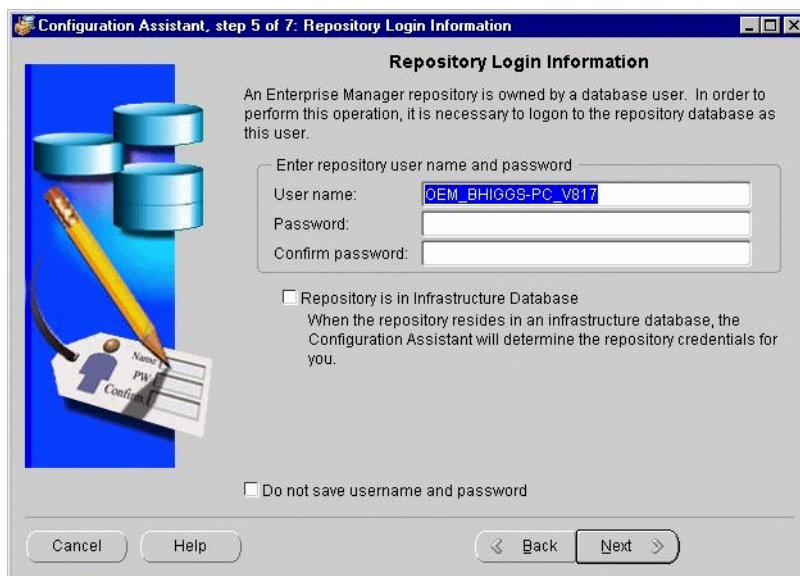 Configuration Assistant, step 5 of 7: Repository Login Information
Repository Login Information
An Enterprise Manager repository is owned by a database user. In order to
perform this operation, it is necessary to logon to the repository database as
this user.
Enter repository user name and password
User name: OEM_BHIGGS-PC_V817
Password:
Confirm password:
Repository is in Infrastructure Database
When the repository resides in an infrastructure database, the
Configuration Assistant will determine the repository credentials for
you.
Name
PW
Confirm
Do not save username and password
Cancel Help Back Next